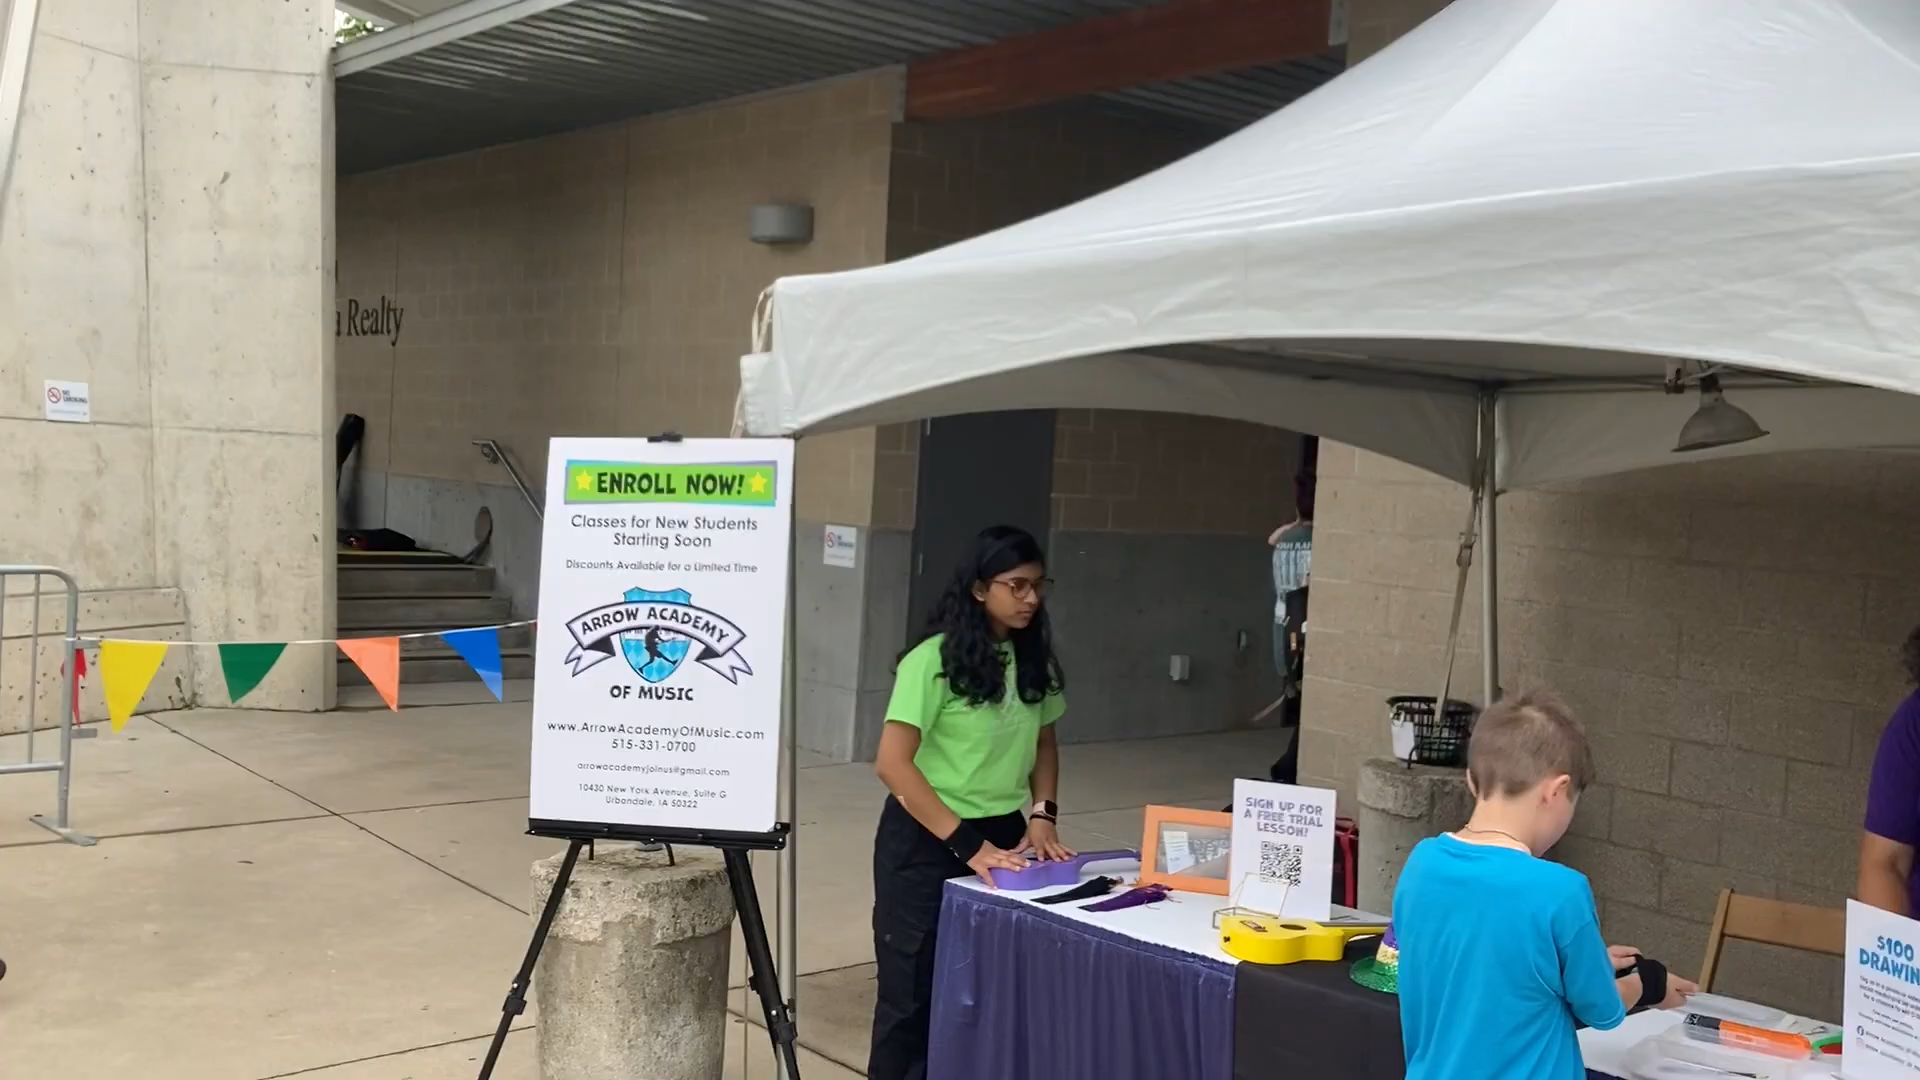 Realty
NO
SMOKING
ENROLL NOW!
Classes for New Students
Starting Soon
Discounts Available for a Limited Time
ARROW ACADEMY
OF MUSIC
www.ArrowAcademyOfMusic.com
515-331-0700
arrowacademyjoinus@gmail.com
10430 New York Avenue, Suite G
Urbandale, IA 50322
SIGN UP FOR
A FREE TRIAL
LESSON!
$100